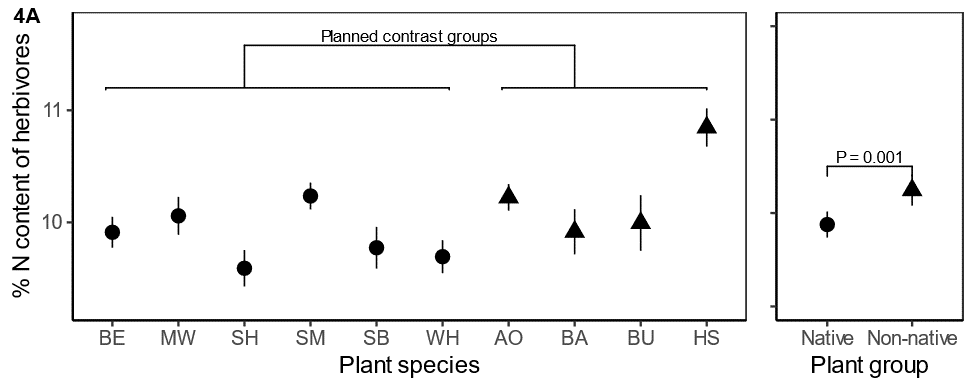 4A
Planned contrast groups
% N content of herbivores
11
10
BE MW SH SM SB WH AO BA BU HS
Plant species
P = 0.001
Native Non-native
Plant group